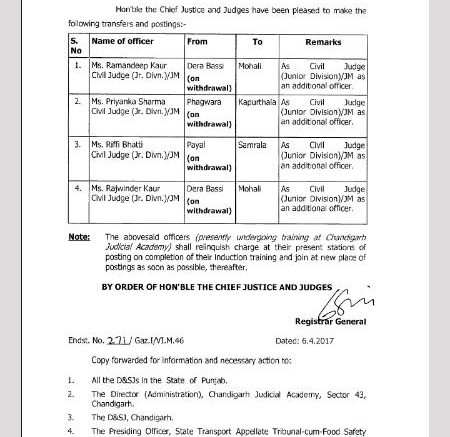 Hon'ble the Chief Justice and Judges have been pleased to make the
following transfers and postings:-
S. No Name of officer From To Remarks
1. Ms. Ramandeep Kaur Dera Bassi Mohali As Civil Judge
Civil Judge (Jr. Divn.)/JM (on (Junior Division)/JM as
withdrawal) an additional officer.
2. Ms. Priyanka Sharma Phagwara Kapurthala As Civil Judge
Civil Judge (Jr. Divn.)/JM (on (Junior Division)/JM as
withdrawal) an additional officer.
3. Ms. Riffi Bhatti Payal Samrala As Civil Judge
Civil Judge (Jr. Divn.)/JM (on (Junior Division)/JM as
withdrawal) an additional officer.
4. Ms. Rajwinder Kaur Dera Bassi Mohali As Civil Judge
Civil Judge (Jr. Divn.)/JM (on (Junior Division)/JM as
withdrawal) an additional officer.
Note: The abovesaid officers (presently undergoing training at Chandigarh
Judicial Academy) shall relinquish charge at their present stations of
posting on completion of their induction training and join at new place of
postings as soon as possible, thereafter.
BY ORDER OF HON'BLE THE CHIEF JUSTICE AND JUDGES
Registrar General
Endst. No. 271/ Gaz.I/VI.M.46 Dated: 6.4.2017
Copy forwarded for information and necessary action to:
1. All the D&SJs in the State of Punjab.
2. The Director (Administration), Chandigarh Judicial Academy, Sector 43,
Chandigarh.
3. The D&SJ, Chandigarh.
4. The Presiding Officer, State Transport Appellate Tribunal-cum-Food Safety